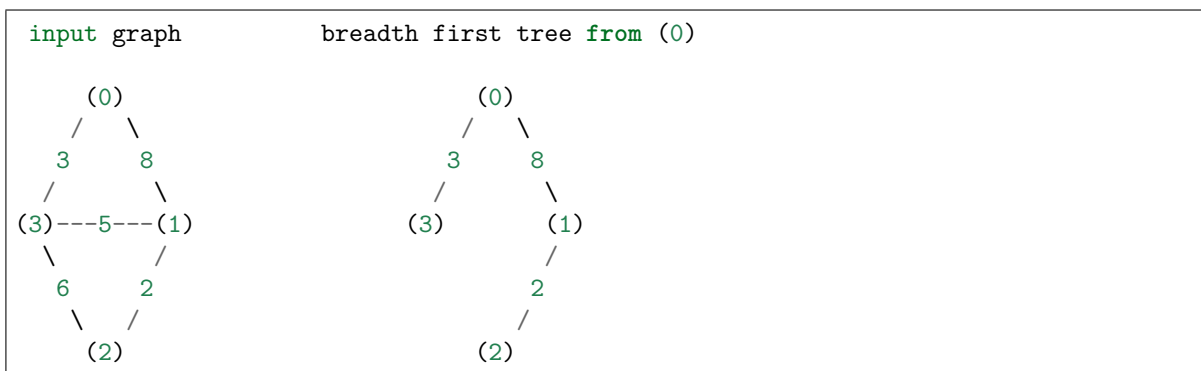 input graph             breadth first tree from (0)
     (0)                         (0)
    /  \                        /  \
   3    8                      3    8
  /      \                    /      \
(3)---5---(1)               (3)      (1)
  \      /                           /
   6    2                           2
    \  /                           /
     (2)                         (2)